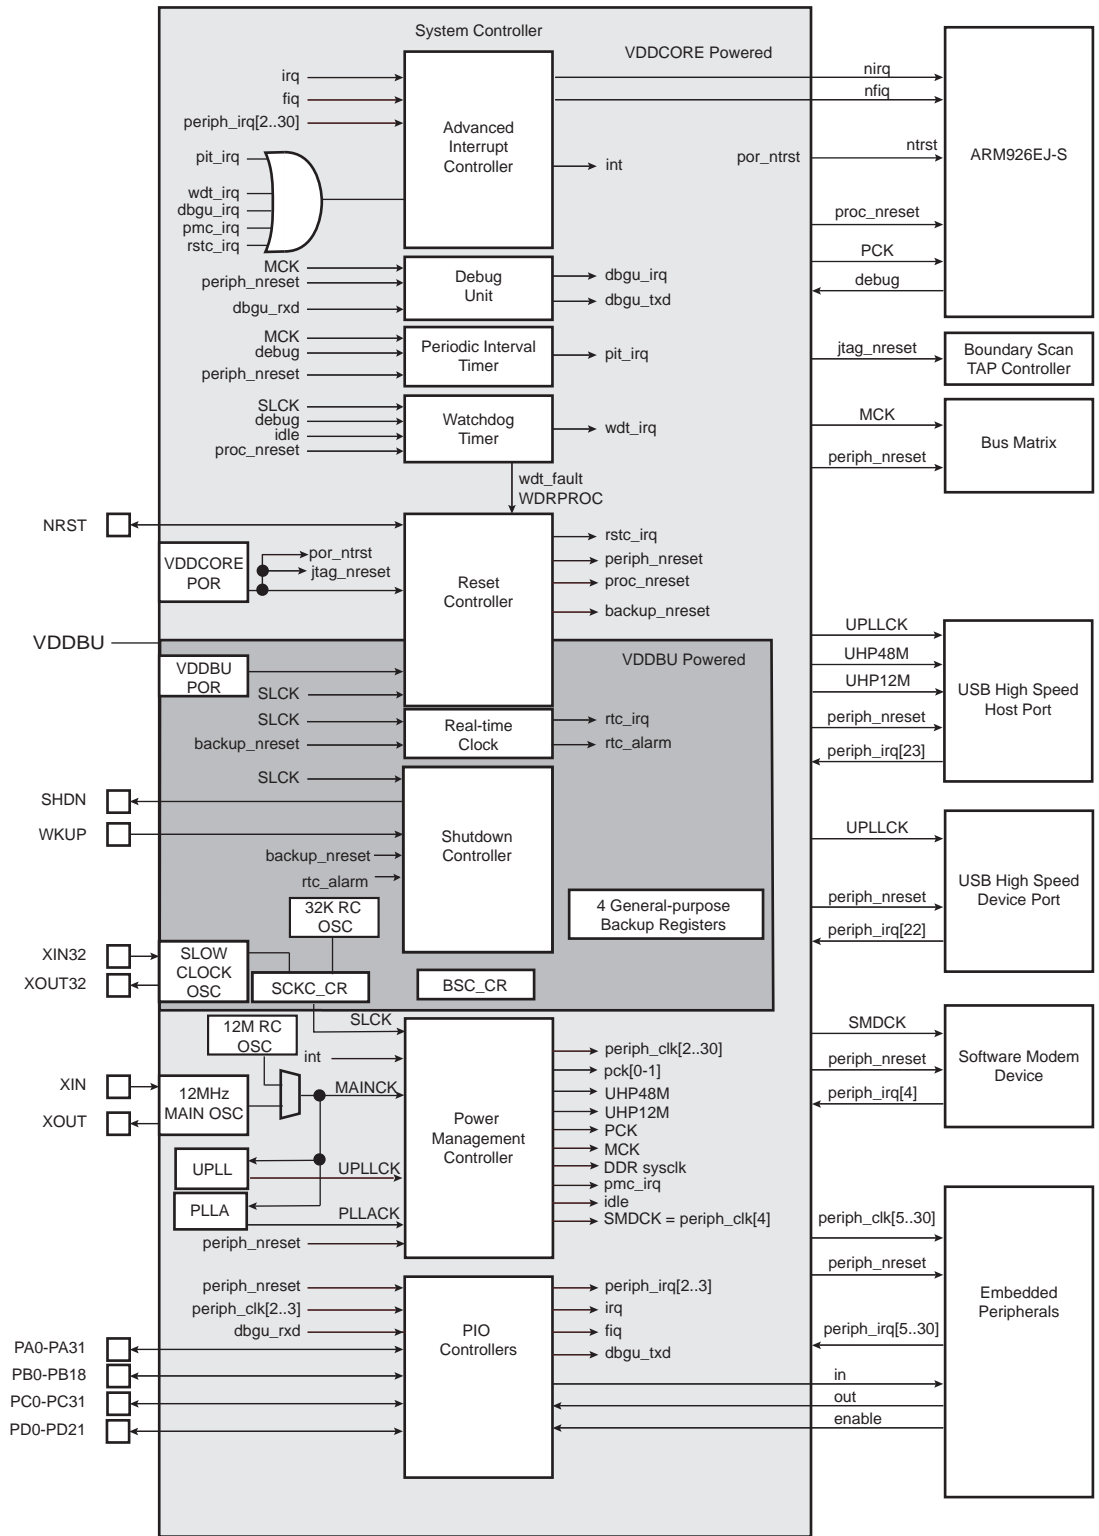 System Controller
VDDCORE Powered
irq
fiq
periph_irq[2..30]
pit_irq
wdt_irq
dbgu_irq
pmc_irq
rstc_irq
Advanced
Interrupt
Controller
int
por_ntrst
nirq
nfiq
ntrst
proc_nreset
PCK
debug
ARM926EJ-S
MCK
periph_nreset
dbgu_rxd
Debug
Unit
dbgu_irq
dbgu_txd
MCK
debug
periph_nreset
Periodic Interval
Timer
pit_irq
jtag_nreset
Boundary Scan
TAP Controller
SLCK
debug
idle
proc_nreset
Watchdog
Timer
wdt_irq
wdt_fault
WDRPROC
MCK
periph_nreset
Bus Matrix
NRST
VDDCORE
POR
por_ntrst
jtag_nreset
Reset
Controller
rstc_irq
periph_nreset
proc_nreset
backup_nreset
VDDBU
VDDBU Powered
VDDBU
POR
SLCK
SLCK
backup_nreset
Real-time
Clock
rtc_irq
rtc_alarm
UPLLCK
UHP48M
UHP12M
periph_nreset
periph_irq[23]
USB High Speed
Host Port
SLCK
SHDN
WKUP
backup_nreset
rtc_alarm
Shutdown
Controller
4 General-purpose
Backup Registers
UPLLCK
periph_nreset
periph_irq[22]
USB High Speed
Device Port
32K RC
OSC
XIN32
XOUT32
SLOW
CLOCK
OSC
SCKC_CR
BSC_CR
SLCK
12M RC
OSC
int
XIN
XOUT
12MHz
MAIN OSC
MAINCK
UPLL
UPLLCK
PLLA
PLLACK
periph_nreset
Power
Management
Controller
periph_clk[2..30]
pck[0-1]
UHP48M
UHP12M
PCK
MCK
DDR sysclk
pmc_irq
idle
SMDCK = periph_clk[4]
SMDCK
periph_nreset
periph_irq[4]
Software Modem
Device
periph_nreset
periph_clk[2..3]
dbgu_rxd
PA0-PA31
PB0-PB18
PC0-PC31
PD0-PD21
PIO
Controllers
periph_irq[2..3]
irq
fiq
dbgu_txd
periph_clk[5..30]
periph_nreset
periph_irq[5..30]
in
out
enable
Embedded
Peripherals